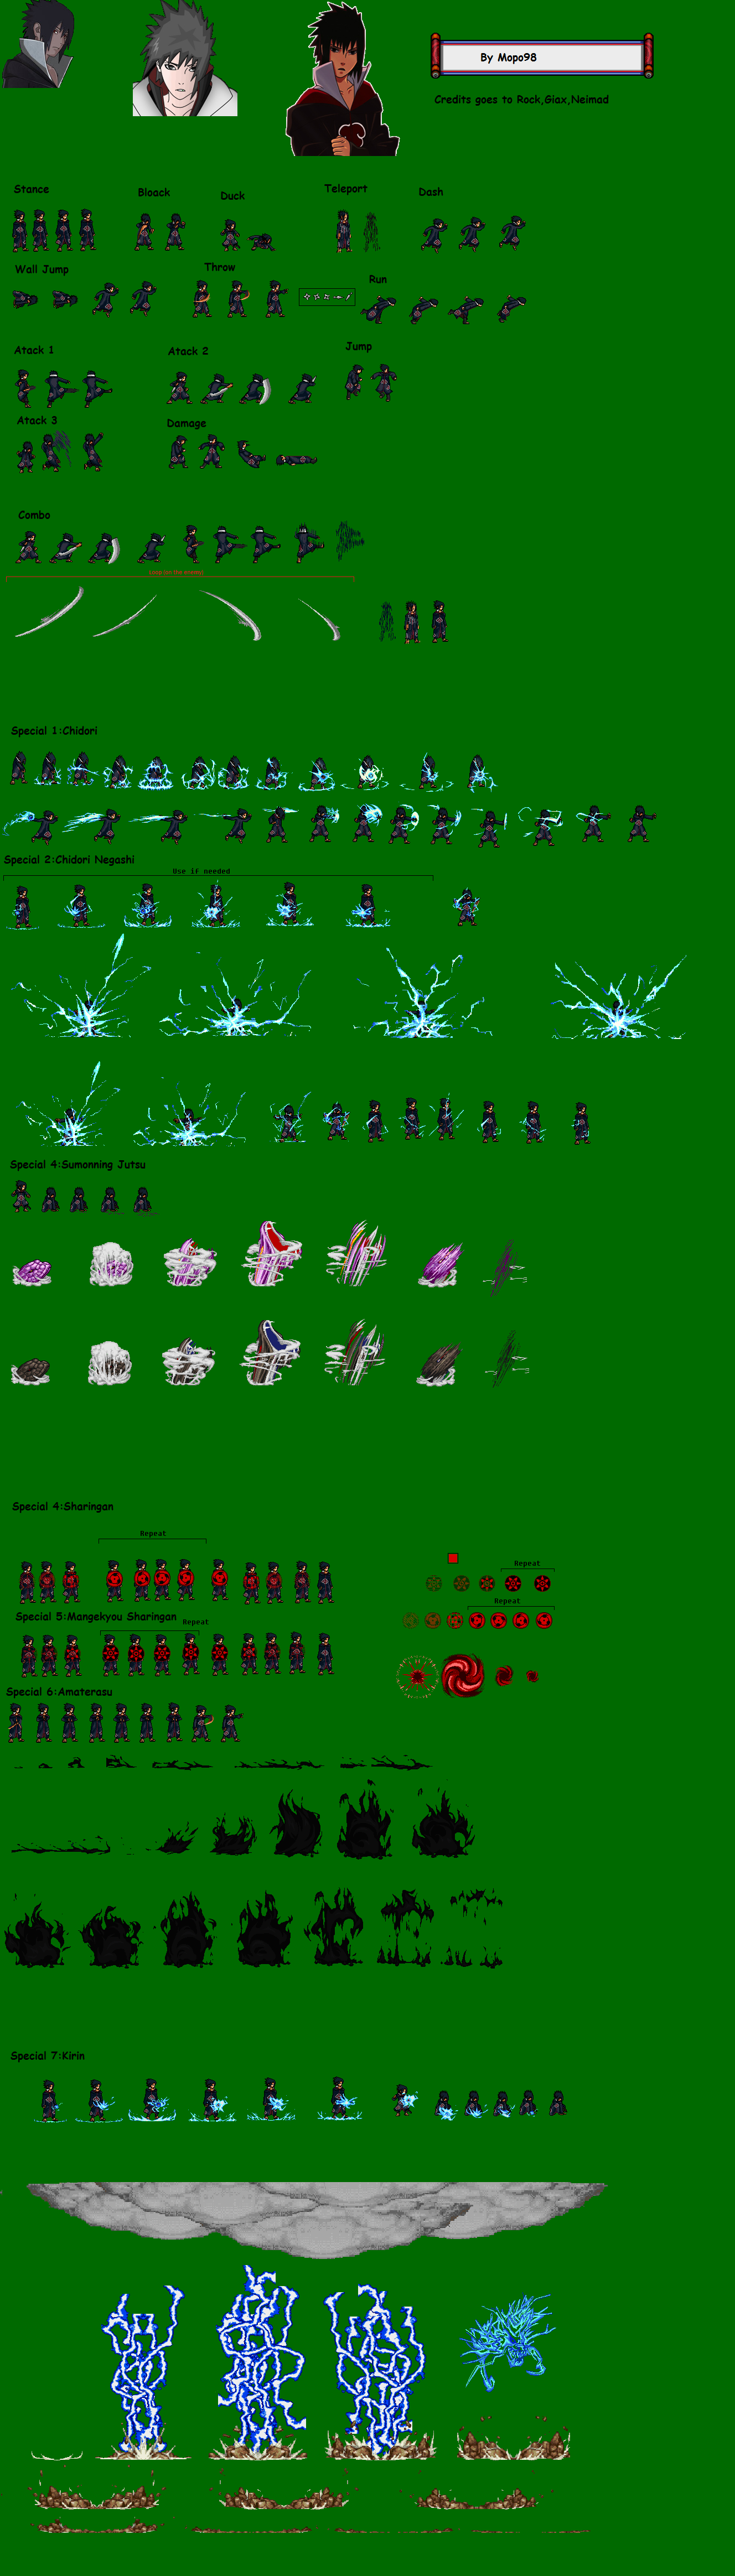 By Mopo98
Credits goes to Rock,Giax,Neimad
Stance
Bloack
Duck
Teleport
Dash
Wall Jump
Throw
Run
Atack 1
Atack 2
Jump
Atack 3
Damage
Combo
Special 1:Chidori
Special 2:Chidori Negashi
Use if needed
Special 4:Sumonning Jutsu
Special 4:Sharingan
Repeat
Repeat
Repeat
Special 5:Mangekyou Sharingan
Repeat
Special 6:Amaterasu
Special 7:Kirin